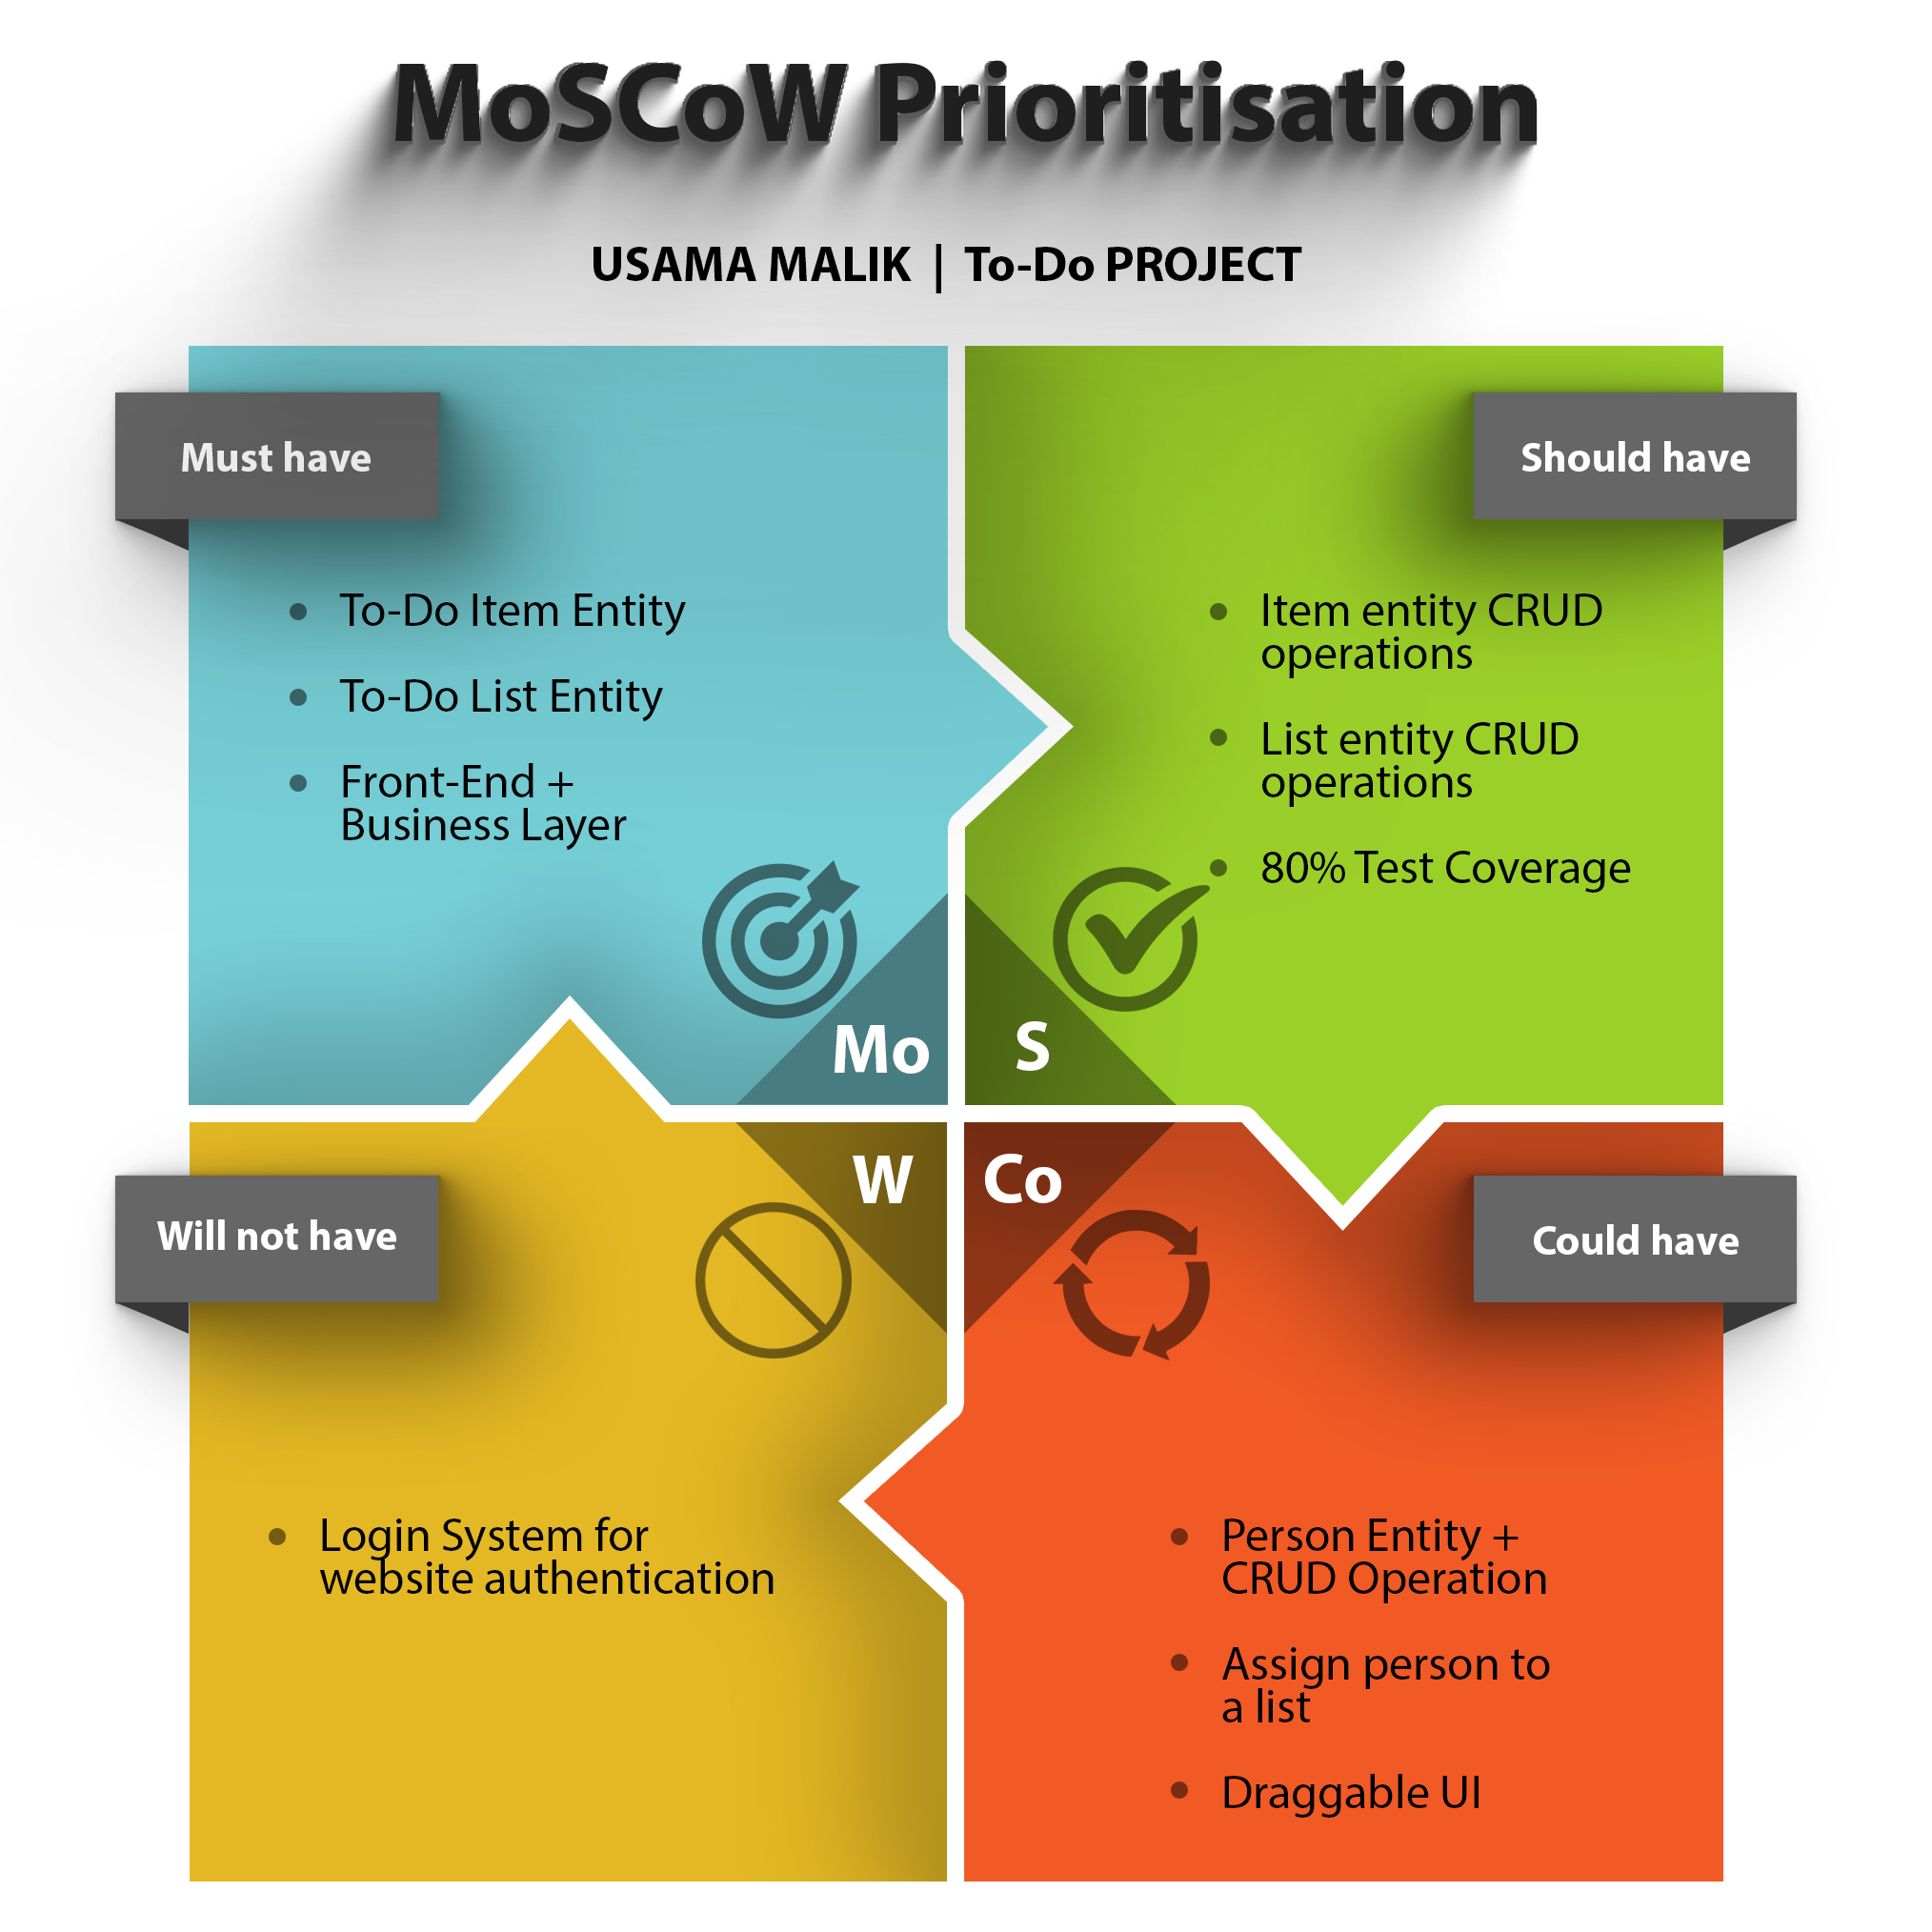 MoSCoW Prioritisation
USAMA MALIK | To-Do PROJECT
Must have
To-Do Item Entity
To-Do List Entity
Front-End +
Business Layer
Mo
Should have
Item entity CRUD
operations
List entity CRUD
operations
80% Test Coverage
S
Will not have
W
Login System for
website authentication
Co
Could have
Person Entity +
CRUD Operation
Assign person to
a list
Draggable UI